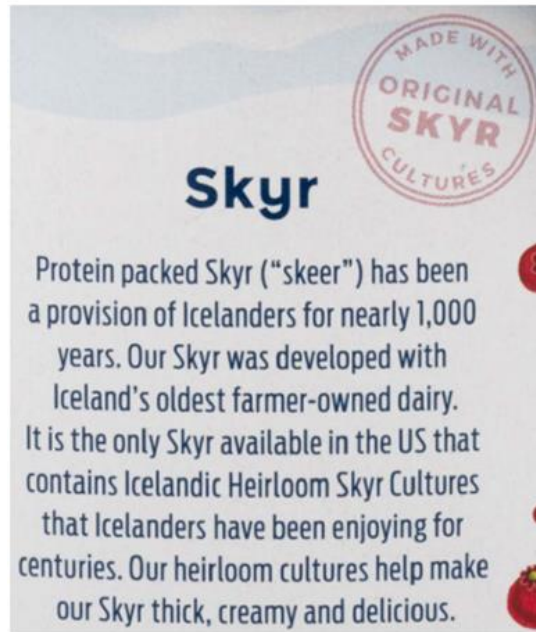 MADE WITH
ORIGINAL
SKYR
CULTURES
Skyr
Protein packed Skyr (“skeer”) has been
a provision of Icelanders for nearly 1,000
years. Our Skyr was developed with
Iceland’s oldest farmer-owned dairy.
It is the only Skyr available in the US that
contains Icelandic Heirloom Skyr Cultures
that Icelanders have been enjoying for
centuries. Our heirloom cultures help make
our Skyr thick, creamy and delicious.